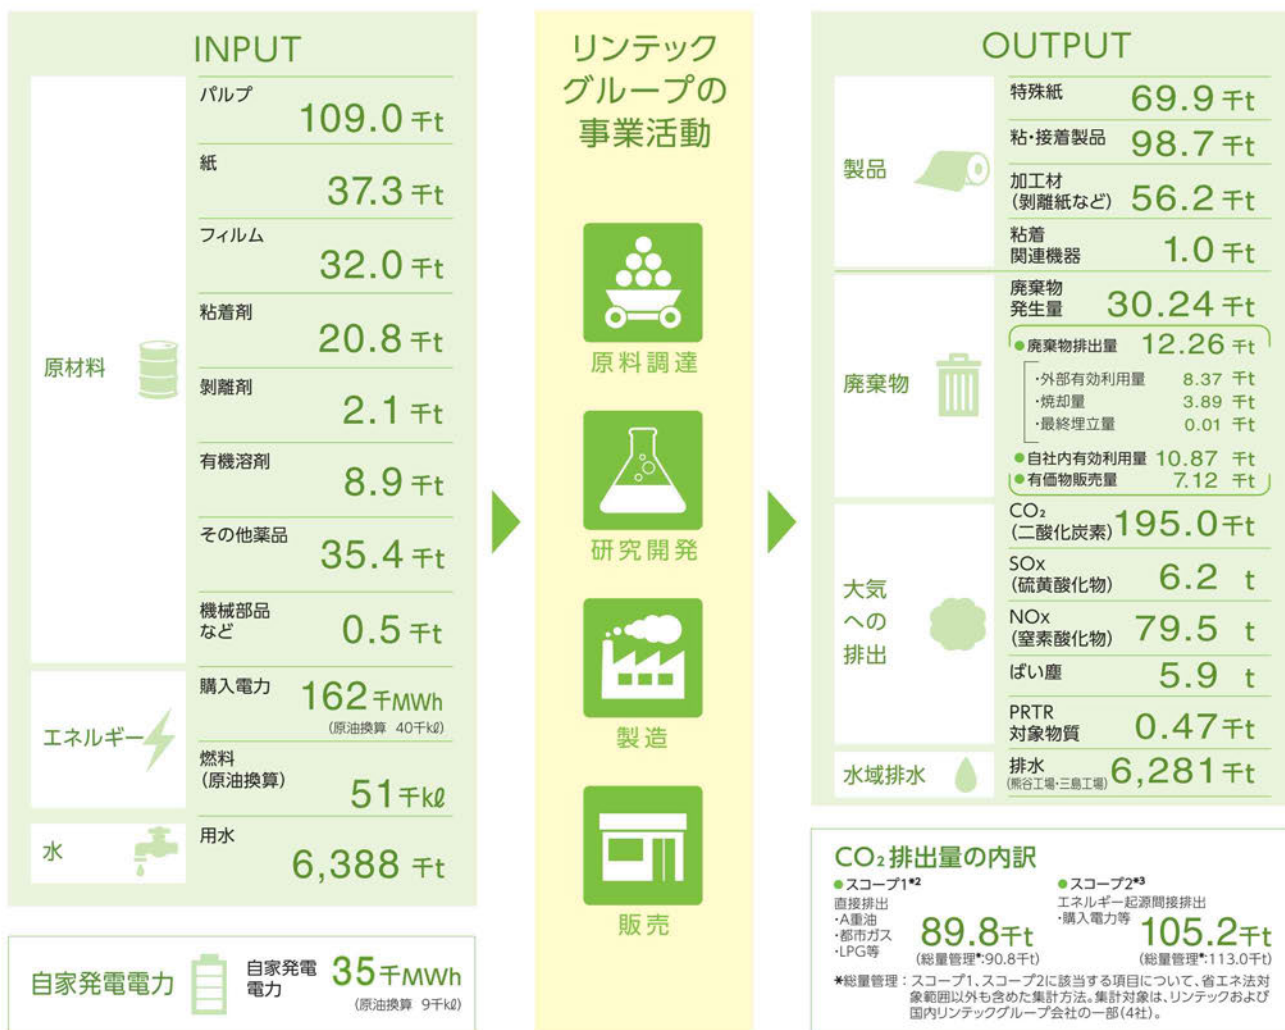 INPUT
原材料
パルプ
109.0 千t
紙
37.3 千t
フィルム
32.0 千t
粘着剤
20.8 千t
剝離剤
2.1 千t
有機溶剤
8.9 千t
その他薬品
35.4 千t
機械部品
など
0.5 千t
エネルギー
購入電力
162 千MWh
(原油換算 40千kℓ)
燃料
(原油換算)
51千kℓ
水
用水
6,388 千t
自家発電電力
自家発電
電力
35千MWh
(原油換算 9千kℓ)
リンテック
グループの
事業活動
原料調達
研究開発
製造
販売
OUTPUT
製品
特殊紙
69.9 千t
粘・接着製品
98.7 千t
加工材
(剝離紙など)
56.2 千t
粘着
関連機器
1.0 千t
廃棄物
廃棄物
発生量
30.24 千t
●廃棄物排出量 12.26 千t
・外部有効利用量 8.37 千t
・焼却量 3.89 千t
・最終埋立量 0.01 千t
●自社内有効利用量 10.87 千t
●有価物販売量 7.12 千t
大気
への
排出
CO₂
(二酸化炭素)
195.0千t
SOx
(硫黄酸化物)
6.2 t
NOx
(窒素酸化物)
79.5 t
ばい塵
5.9 t
PRTR
対象物質
0.47千t
水域排水
排水
(熊谷工場・三島工場)
6,281千t
CO₂排出量の内訳
●スコープ1*2
直接排出
・A重油
・都市ガス
・LPG等
89.8千t
(総量管理*:90.8千t)
●スコープ2*3
エネルギー起源間接排出
・購入電力等
105.2千t
(総量管理*:113.0千t)
*総量管理：スコープ1、スコープ2に該当する項目について、省エネ法対
象範囲以外も含めた集計方法。集計対象は、リンテックおよび
国内リンテックグループ会社の一部(4社)。